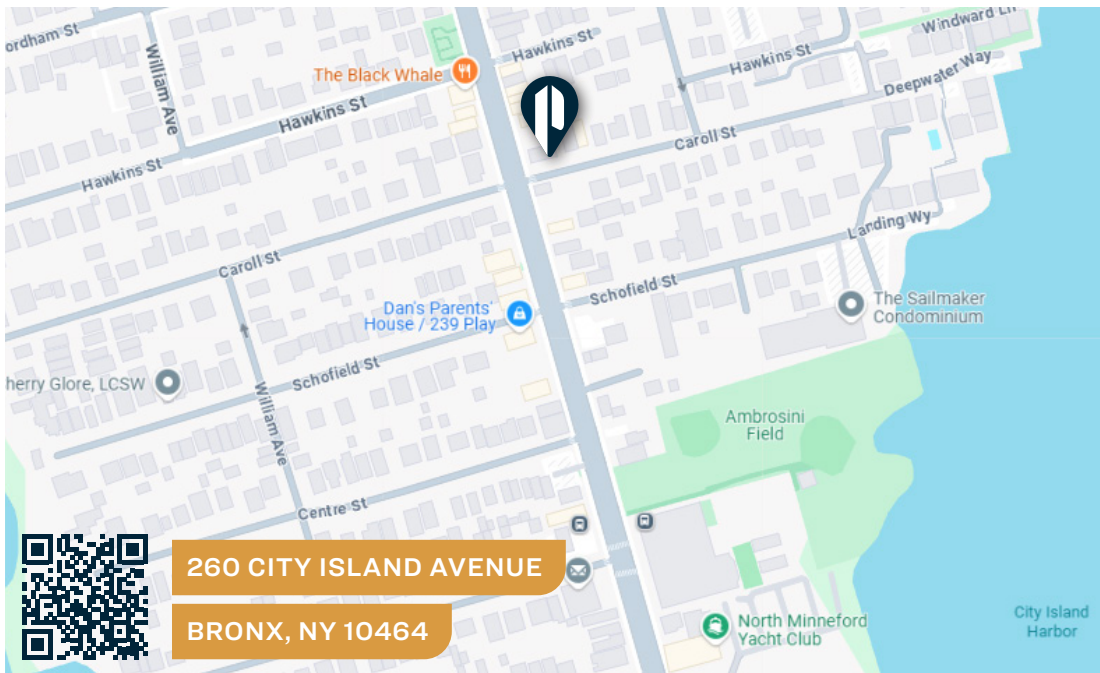 ordham St
William Ave
The Black Whale
Hawkins St
Hawkins St
Windward Ln
Hawkins St
Deepwater Way
Hawkins St
Caroll St
Caroll St
Landing Wy
Schofield St
Dan's Parents'
House / 239 Play
The Sailmaker
Condominium
herry Glore, LCSW
Schofield St
William Ave
Ambrosini
Field
Centre St
260 CITY ISLAND AVENUE
BRONX, NY 10464
North Minneford
Yacht Club
City Island
Harbor